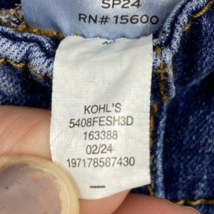 SP24
RN# 15600
KOHL'S
5408FESH3D
163388
02/24
197178587430